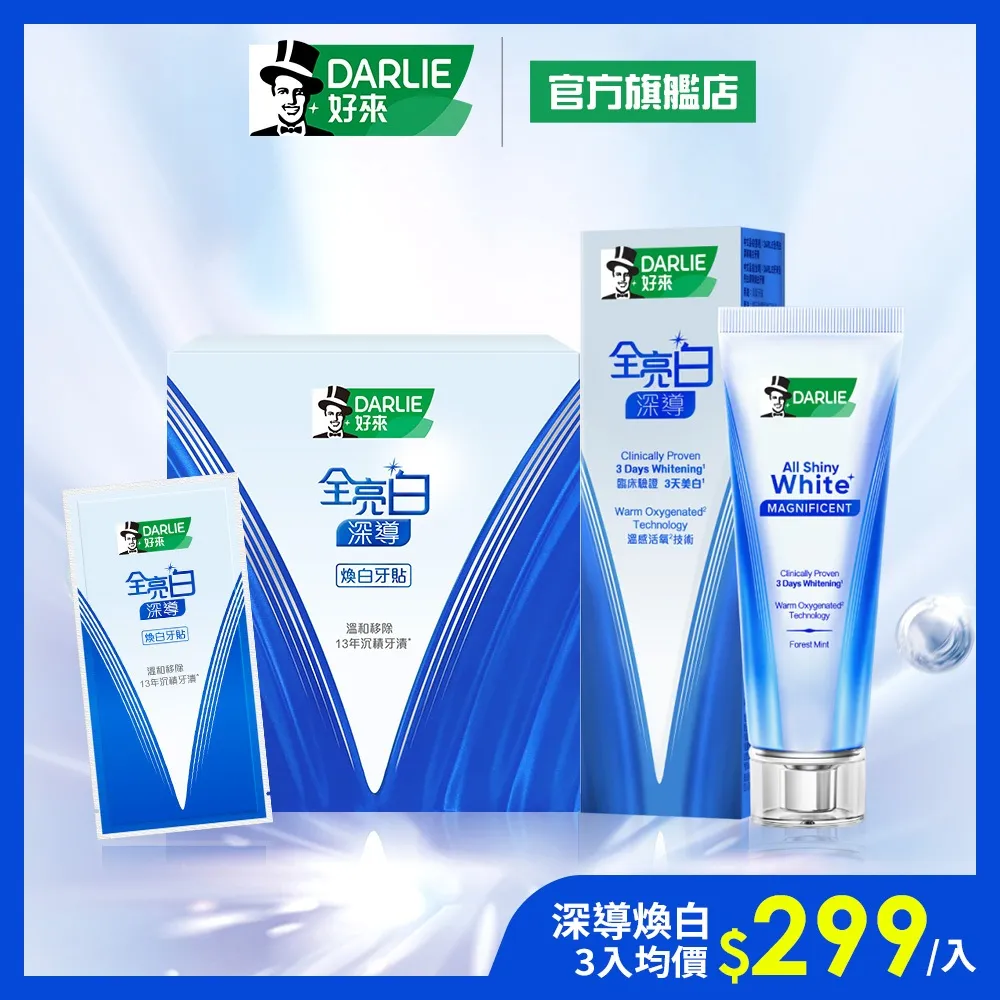 DARLIE
好來
官方旗艦店
DARLIE
好來
全亮白
深導
Clinically Proven
3 Days Whitening¹
臨床驗證 3天美白¹
Warm Oxygenated²
Technology
溫感活氧²技術
DARLIE
All Shiny
White
MAGNIFICENT
Clinically Proven
3 Days Whitening¹
Warm Oxygenated²
Technology
Forest Mint
DARLIE
好來
全亮白
深導
煥白牙貼
溫和移除
13年沉積牙漬*
DARLIE
好來
全亮白
深導
煥白牙貼
溫和移除
13年沉積牙漬*
深導煥白
3入均價
$299/入